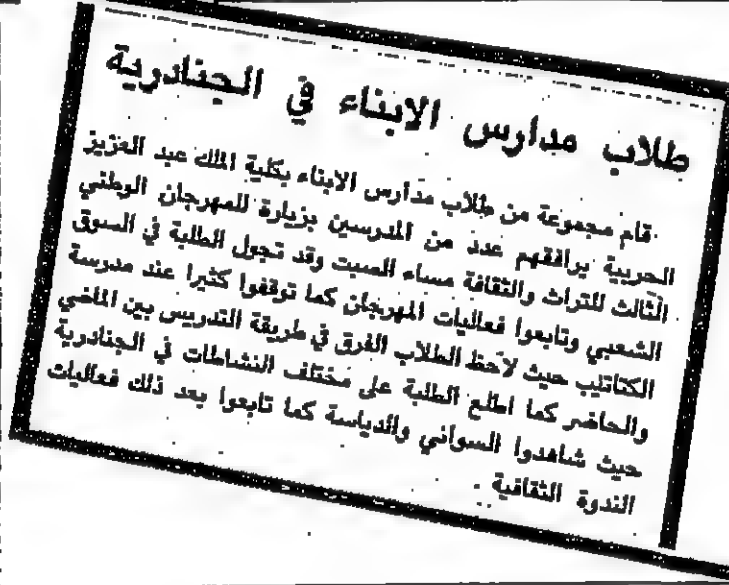 طلاب مدارس الابناء في الجنادرية
قام مجموعة من طلاب مدارس الابناء بكلية الملك عبد العزيز
الحربية يرافقهم عدد من المدرسين بزيارة للمهرجان الوطني
الثالث للتراث والثقافة مساء السبت وقد تجول الطلبة في السوق
الشعبي وتابعوا فعاليات المهرجان كما توقفوا كثيرا عند مدرسة
الكتاتيب حيث لاحظ الطلاب الفرق في طريقة التدريس بين الماضي
والحاضر كما اطلع الطلبة على مختلف النشاطات في الجنادرية
حيث شاهدوا السواني والدياسة كما تابعوا بعد ذلك فعاليات
الندوة الثقافية .